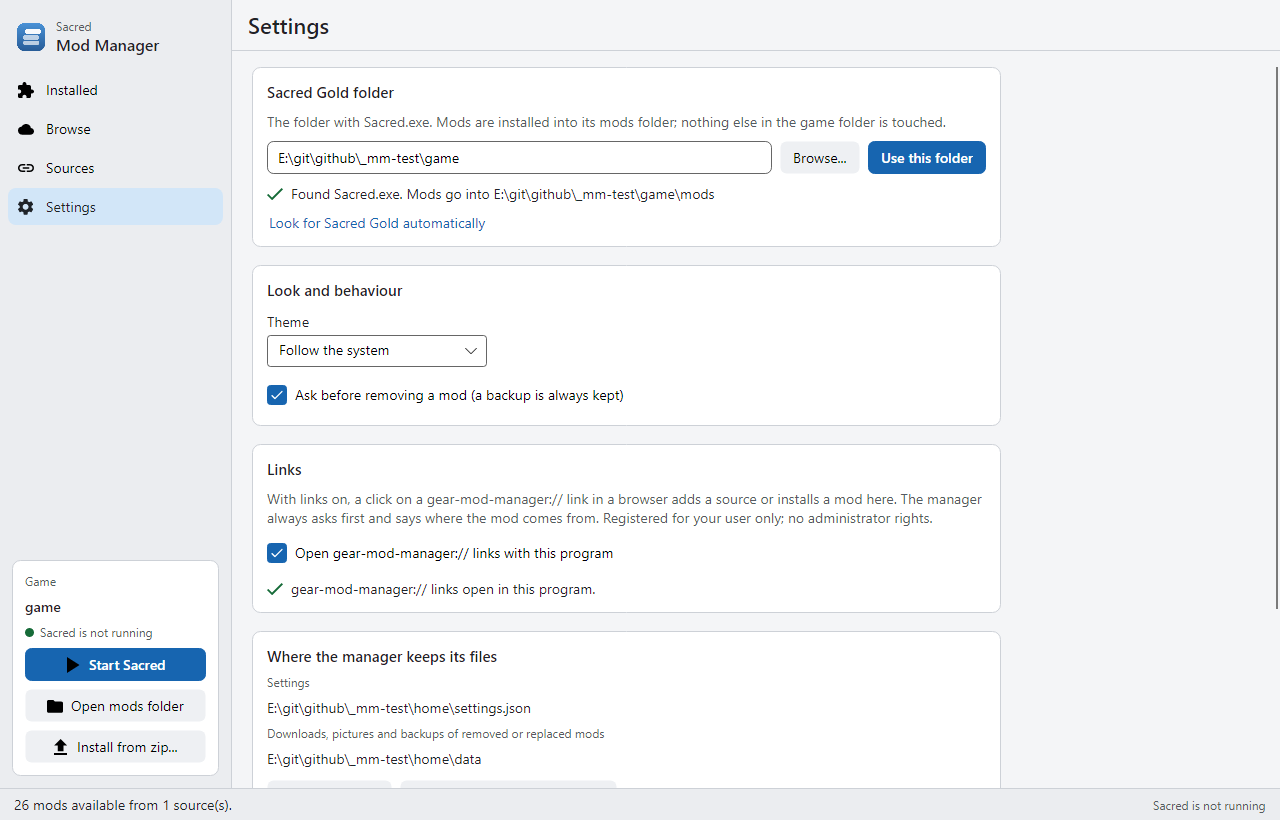 Sacred
Mod Manager
Installed
Browse
Sources
Settings
Game
game
Sacred is not running
Start Sacred
Open mods folder
Install from zip...
Settings
Sacred Gold folder
The folder with Sacred.exe. Mods are installed into its mods folder; nothing else in the game folder is touched.
E:\git\github\_mm-test\game
Browse...
Use this folder
Found Sacred.exe. Mods go into E:\git\github\_mm-test\game\mods
Look for Sacred Gold automatically
Look and behaviour
Theme
Follow the system
Ask before removing a mod (a backup is always kept)
Links
With links on, a click on a gear-mod-manager:// link in a browser adds a source or installs a mod here. The manager
always asks first and says where the mod comes from. Registered for your user only; no administrator rights.
Open gear-mod-manager:// links with this program
gear-mod-manager:// links open in this program.
Where the manager keeps its files
Settings
E:\git\github\_mm-test\home\settings.json
Downloads, pictures and backups of removed or replaced mods
E:\git\github\_mm-test\home\data
26 mods available from 1 source(s).
Sacred is not running